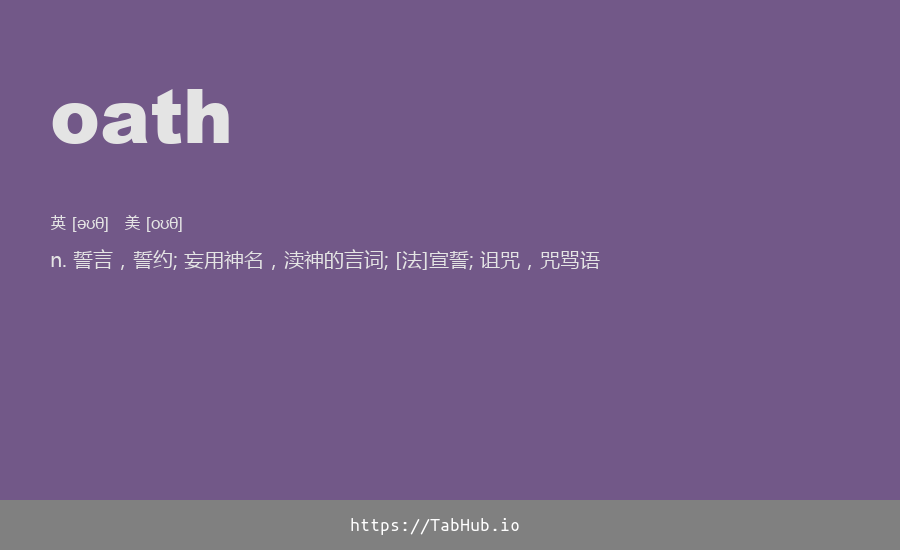 oath
英 [əʊθ] 美 [oʊθ]
n. 誓言，誓约; 妄用神名，渎神的言词; [法]宣誓; 诅咒，咒骂语
https://TabHub.io